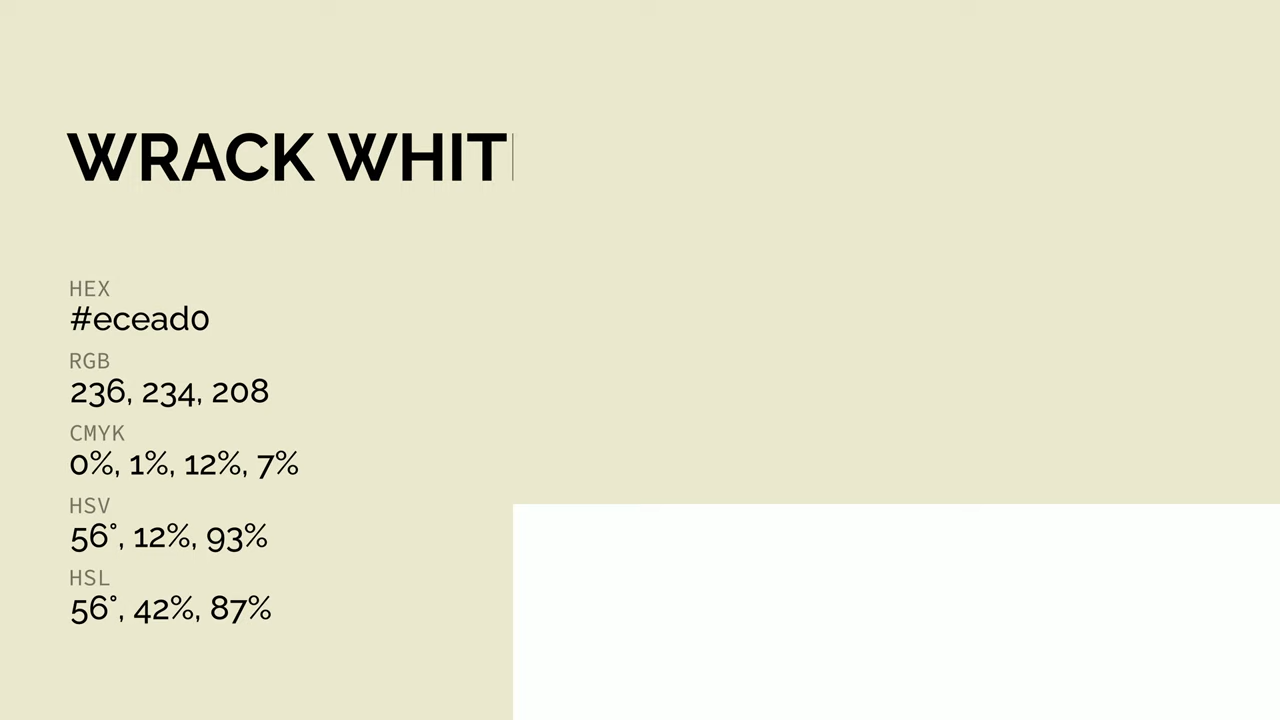 WRACK WHIT
HEX
#ecead0
RGB
236, 234, 208
CMYK
0%, 1%, 12%, 7%
HSV
56°, 12%, 93%
HSL
56°, 42%, 87%